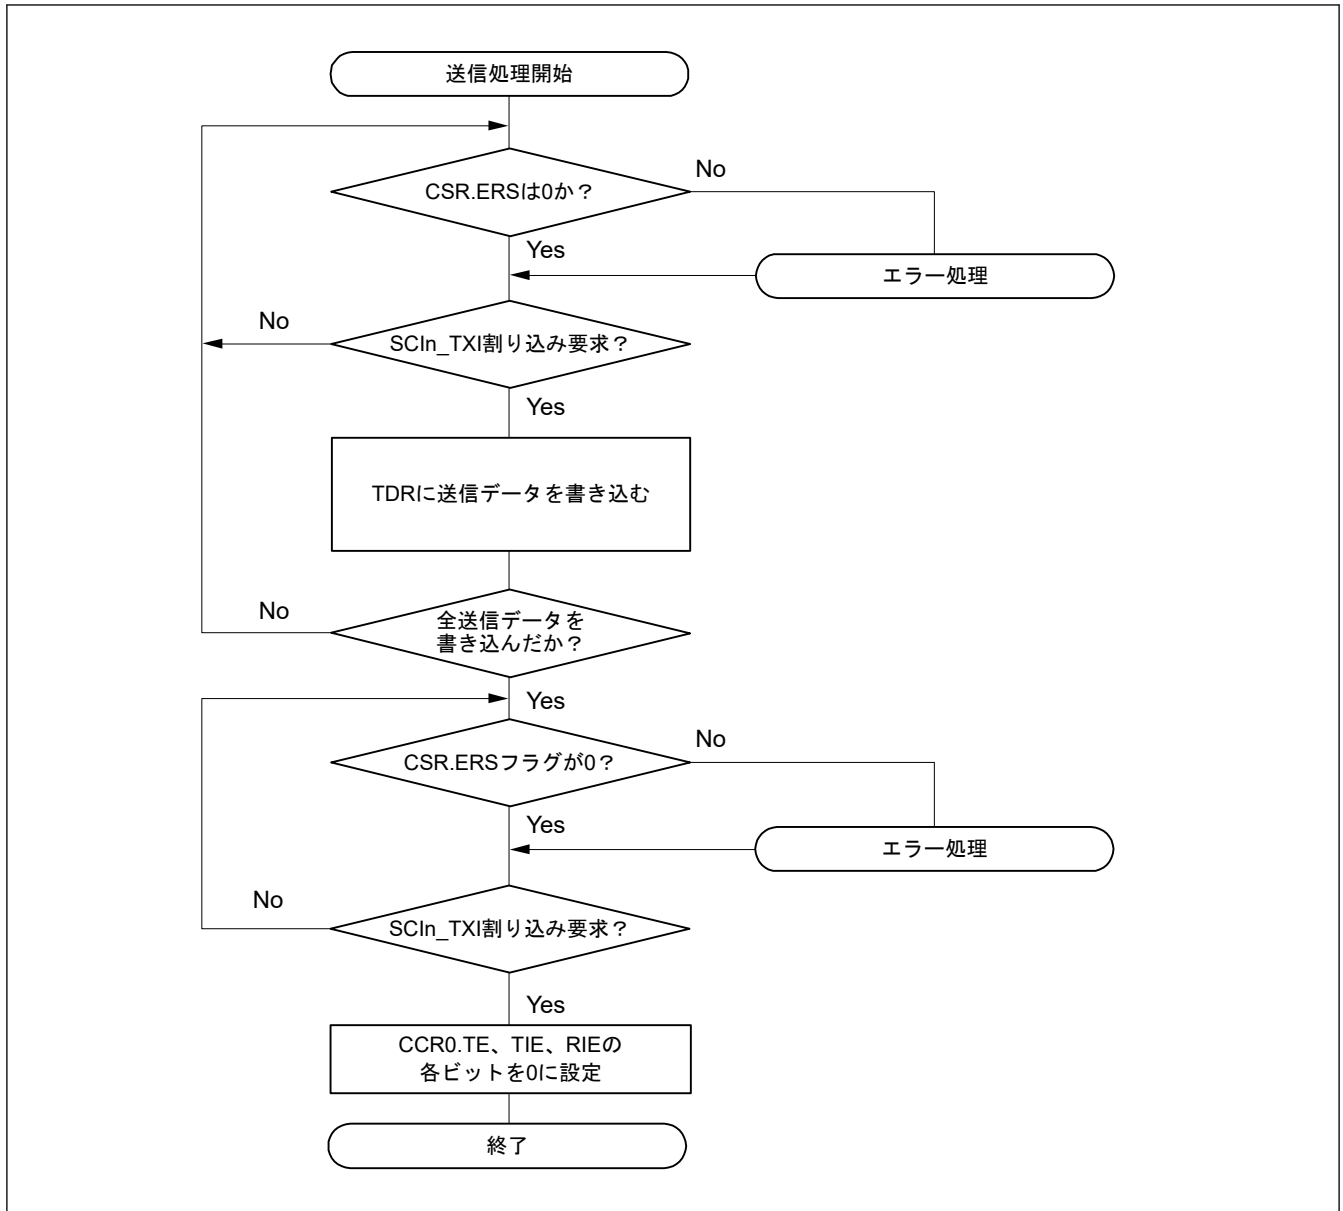 送信処理開始
CSR.ERSは0か？
No
Yes
エラー処理
No
SCIn_TXI割り込み要求？
Yes
TDRに送信データを書き込む
No
全送信データを
書き込んだか？
Yes
CSR.ERSフラグが0？
No
Yes
エラー処理
No
SCIn_TXI割り込み要求？
Yes
CCR0.TE、TIE、RIEの
各ビットを0に設定
終了